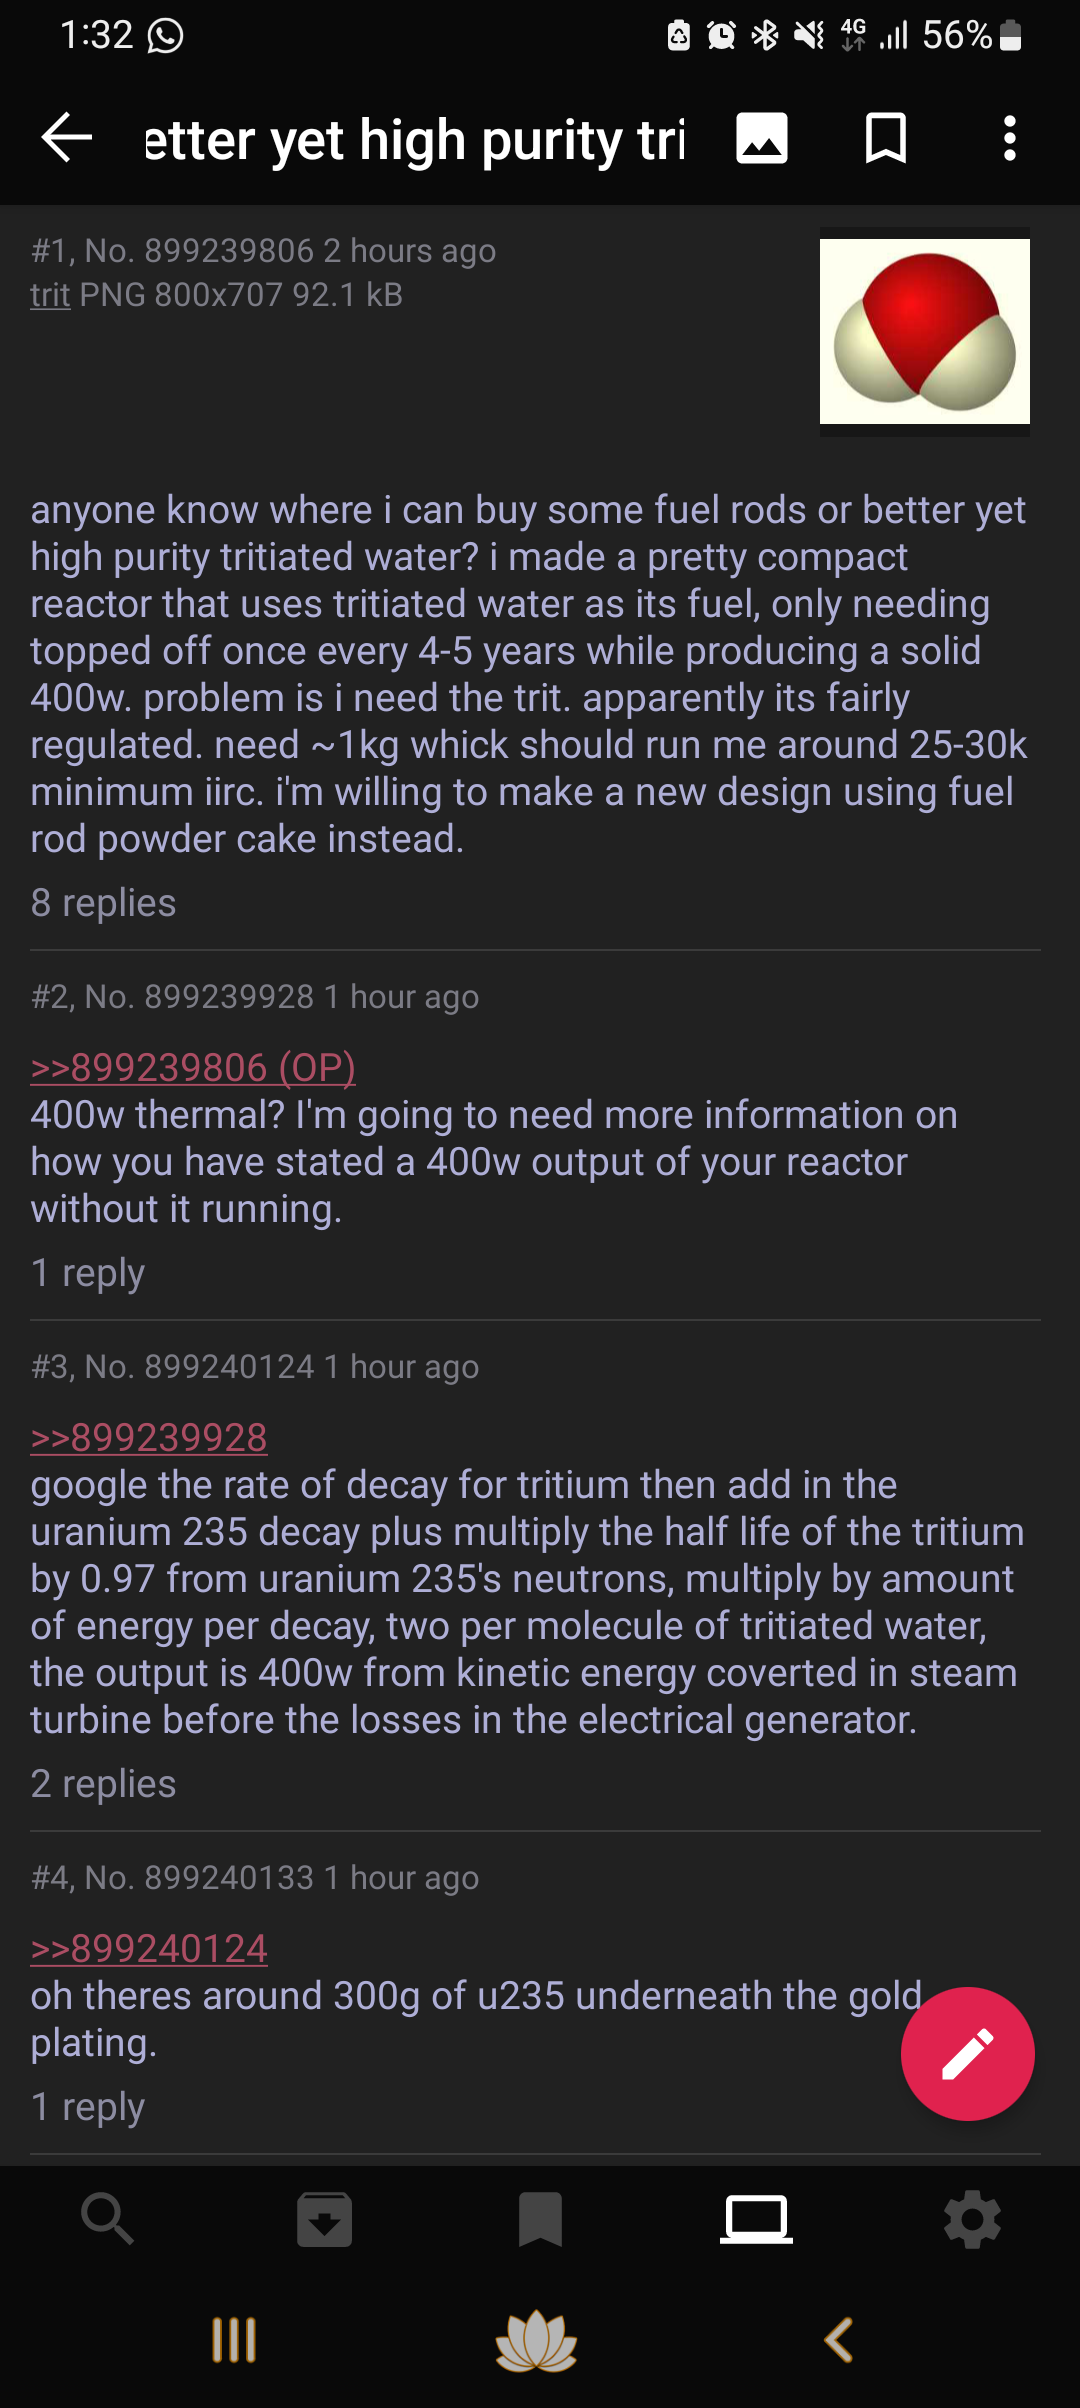 1:32
4G
56%
etter yet high purity tri
#1, No. 899239806 2 hours ago
trit PNG 800x707 92.1 kB
anyone know where i can buy some fuel rods or better yet
high purity tritiated water? i made a pretty compact
reactor that uses tritiated water as its fuel, only needing
topped off once every 4-5 years while producing a solid
400w. problem is i need the trit. apparently its fairly
regulated. need ~1kg whick should run me around 25-30k
minimum iirc. i'm willing to make a new design using fuel
rod powder cake instead.
8 replies
#2, No. 899239928 1 hour ago
>>899239806 (OP)
400w thermal? I'm going to need more information on
how you have stated a 400w output of your reactor
without it running.
1 reply
#3, No. 899240124 1 hour ago
>>899239928
google the rate of decay for tritium then add in the
uranium 235 decay plus multiply the half life of the tritium
by 0.97 from uranium 235's neutrons, multiply by amount
of energy per decay, two per molecule of tritiated water,
the output is 400w from kinetic energy coverted in steam
turbine before the losses in the electrical generator.
2 replies
#4, No. 899240133 1 hour ago
>>899240124
oh theres around 300g of u235 underneath the gold
plating.
1 reply